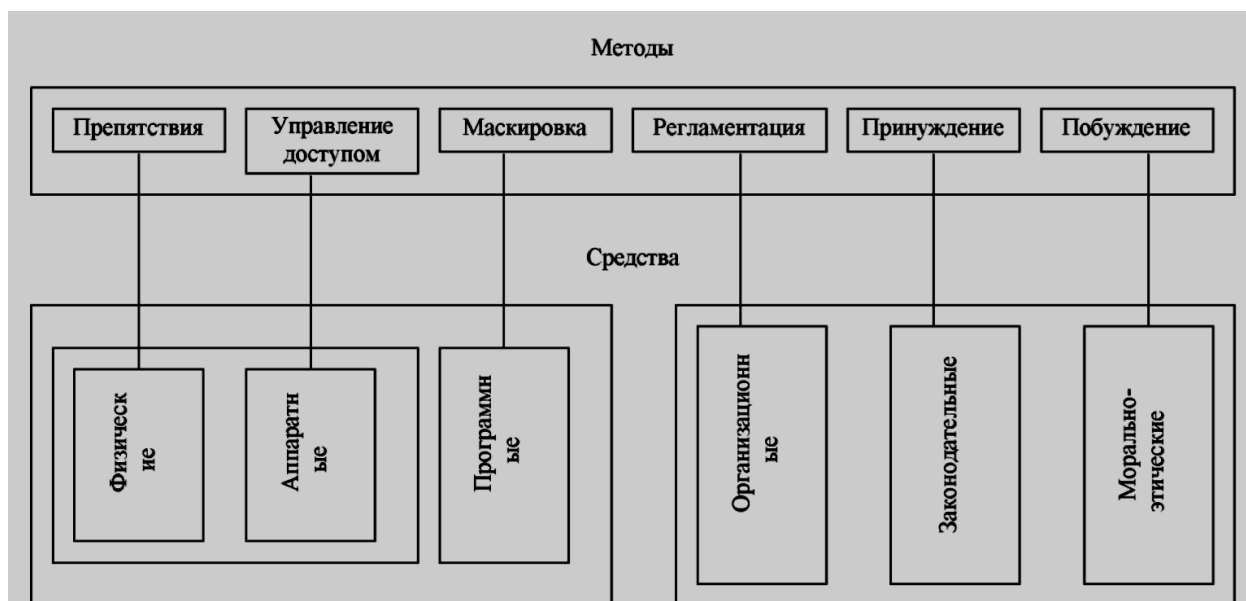 Методы
Препятствия
Управление
доступом
Маскировка
Регламентация
Принуждение
Побуждение
Средства
Физическ
ие
Аппаратн
ые
Программн
ые
Организационн
ые
Законодательные
Морально-
этические